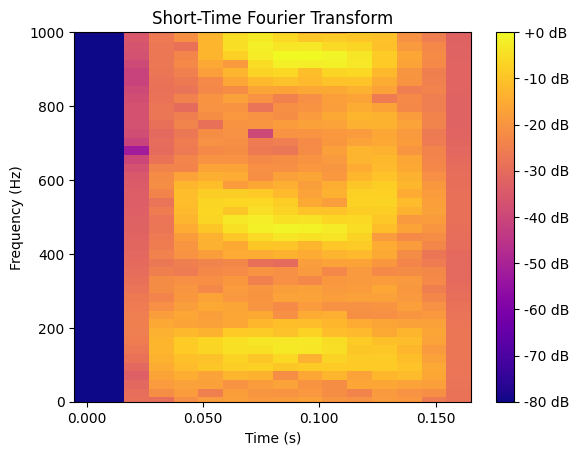 Short-Time Fourier Transform
1000
800
600
400
200
0
Frequency (Hz)
0.000
0.050
0.100
0.150
Time (s)
+0 dB
-10 dB
-20 dB
-30 dB
-40 dB
-50 dB
-60 dB
-70 dB
-80 dB